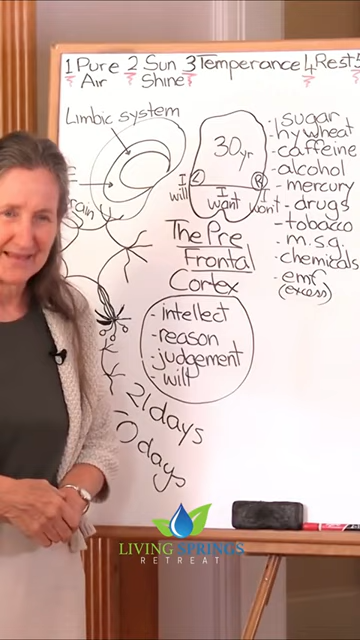 1 Pure 2 Sun 3 Temperance 4 Rest 5
Air Shine
Limbic system
30yr
L R
I will I want I won't
The Pre
Frontal
Cortex
- intellect
- reason
- judgement
- will
21 days
- sugar
- hy wheat
- caffeine
- alcohol
- mercury
- drugs
- tobacco
- m.s.g.
- chemicals
- emf
(excess)
days
LIVING SPRINGS
RETREAT